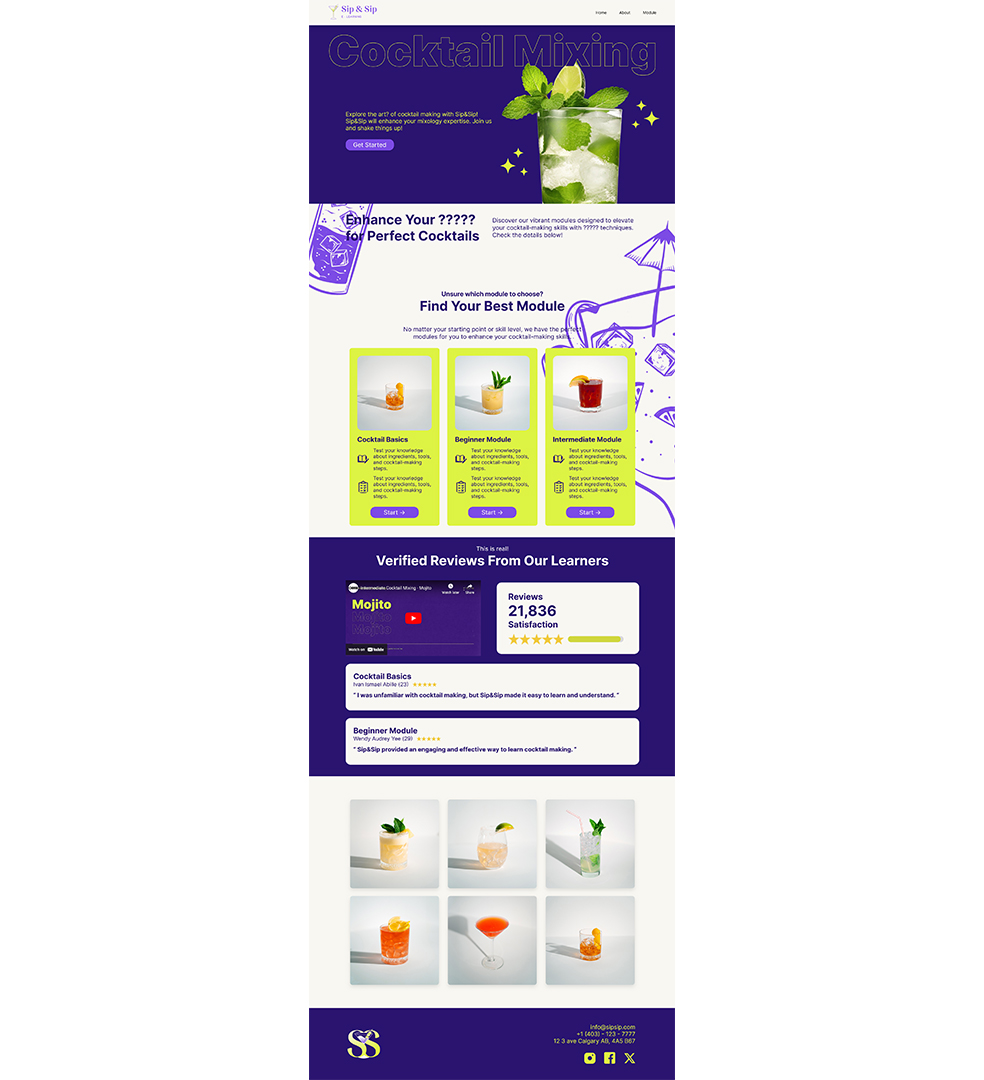 Sip & Sip
Home About Module
Cocktail Mixing
Explore the art? of cocktail making with Sip&Sip!
Sip&Sip will enhance your mixology expertise. Join us
and shake things up!
Get Started
Enhance Your ?????
for Perfect Cocktails
Discover our vibrant modules designed to elevate
your cocktail-making skills with ????? techniques.
Check the details below!
Unsure which module to choose?
Find Your Best Module
No matter your starting point or skill level, we have the perfect
modules for you to enhance your cocktail-making skills.
Cocktail Basics
Test your knowledge
about ingredients, tools,
and cocktail-making
steps.
Test your knowledge
about ingredients, tools,
and cocktail-making
steps.
Start →
Beginner Module
Test your knowledge
about ingredients, tools,
and cocktail-making
steps.
Test your knowledge
about ingredients, tools,
and cocktail-making
steps.
Start →
Intermediate Module
Test your knowledge
about ingredients, tools,
and cocktail-making
steps.
Test your knowledge
about ingredients, tools,
and cocktail-making
steps.
Start →
This is real!
Verified Reviews From Our Learners
Intermediate Cocktail Mixing - Mojito
Share
Mojito
Mojito
Mojito
Watch on YouTube
Reviews
21,836
Satisfaction
Cocktail Basics
Ivan Ismael Abille (23)
" I was unfamiliar with cocktail making, but Sip&Sip made it easy to learn and understand. "
Beginner Module
Wendy Audrey Yee (29)
" Sip&Sip provided an engaging and effective way to learn cocktail making. "
SS
info@sipsip.com
+1 (403) - 123 - 7777
12 3 ave Calgary AB, 4A5 B67